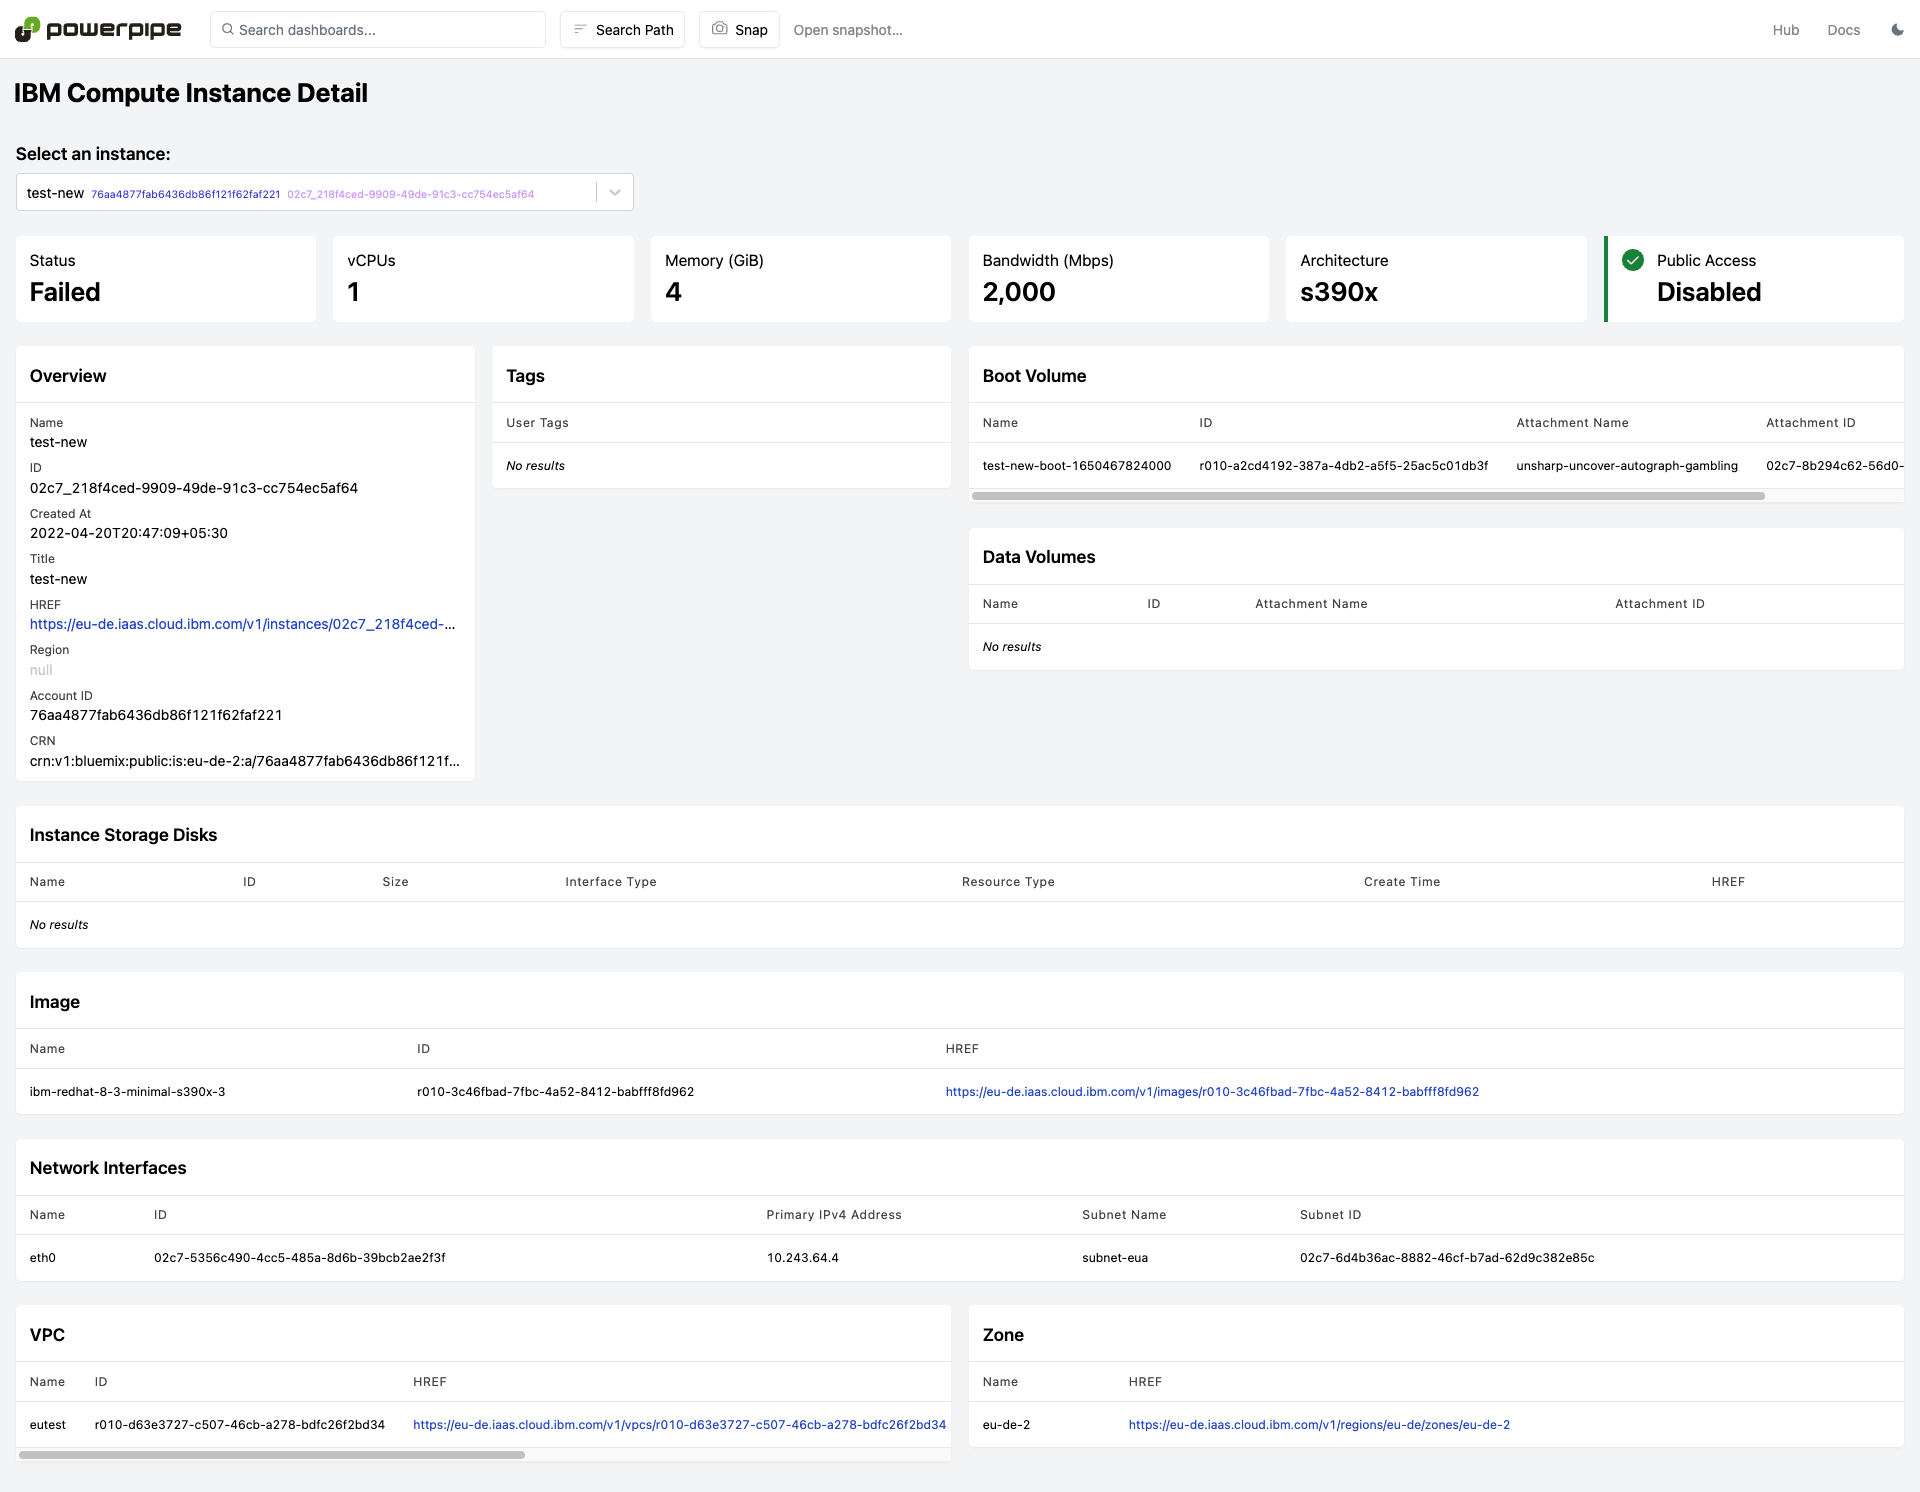 powerpipe
Search dashboards...
Search Path
Snap
Open snapshot...
Hub
Docs
IBM Compute Instance Detail
Select an instance:
test-new 76aa4877fab6436db86f121f62faf221 02c7_218f4ced-9909-49de-91c3-cc754ec5af64
Status
Failed
vCPUs
1
Memory (GiB)
4
Bandwidth (Mbps)
2,000
Architecture
s390x
Public Access
Disabled
Overview
Name
test-new
ID
02c7_218f4ced-9909-49de-91c3-cc754ec5af64
Created At
2022-04-20T20:47:09+05:30
Title
test-new
HREF
https://eu-de.iaas.cloud.ibm.com/v1/instances/02c7_218f4ced-...
Region
null
Account ID
76aa4877fab6436db86f121f62faf221
CRN
crn:v1:bluemix:public:is:eu-de-2:a/76aa4877fab6436db86f121f...
Tags
User Tags
No results
Boot Volume
Name ID Attachment Name Attachment ID
test-new-boot-1650467824000 r010-a2cd4192-387a-4db2-a5f5-25ac5c01db3f unsharp-uncover-autograph-gambling 02c7-8b294c62-56d0-
Data Volumes
Name ID Attachment Name Attachment ID
No results
Instance Storage Disks
Name ID Size Interface Type Resource Type Create Time HREF
No results
Image
Name ID HREF
ibm-redhat-8-3-minimal-s390x-3 r010-3c46fbad-7fbc-4a52-8412-babfff8fd962 https://eu-de.iaas.cloud.ibm.com/v1/images/r010-3c46fbad-7fbc-4a52-8412-babfff8fd962
Network Interfaces
Name ID Primary IPv4 Address Subnet Name Subnet ID
eth0 02c7-5356c490-4cc5-485a-8d6b-39bcb2ae2f3f 10.243.64.4 subnet-eua 02c7-6d4b36ac-8882-46cf-b7ad-62d9c382e85c
VPC
Name ID HREF
eutest r010-d63e3727-c507-46cb-a278-bdfc26f2bd34 https://eu-de.iaas.cloud.ibm.com/v1/vpcs/r010-d63e3727-c507-46cb-a278-bdfc26f2bd34
Zone
Name HREF
eu-de-2 https://eu-de.iaas.cloud.ibm.com/v1/regions/eu-de/zones/eu-de-2